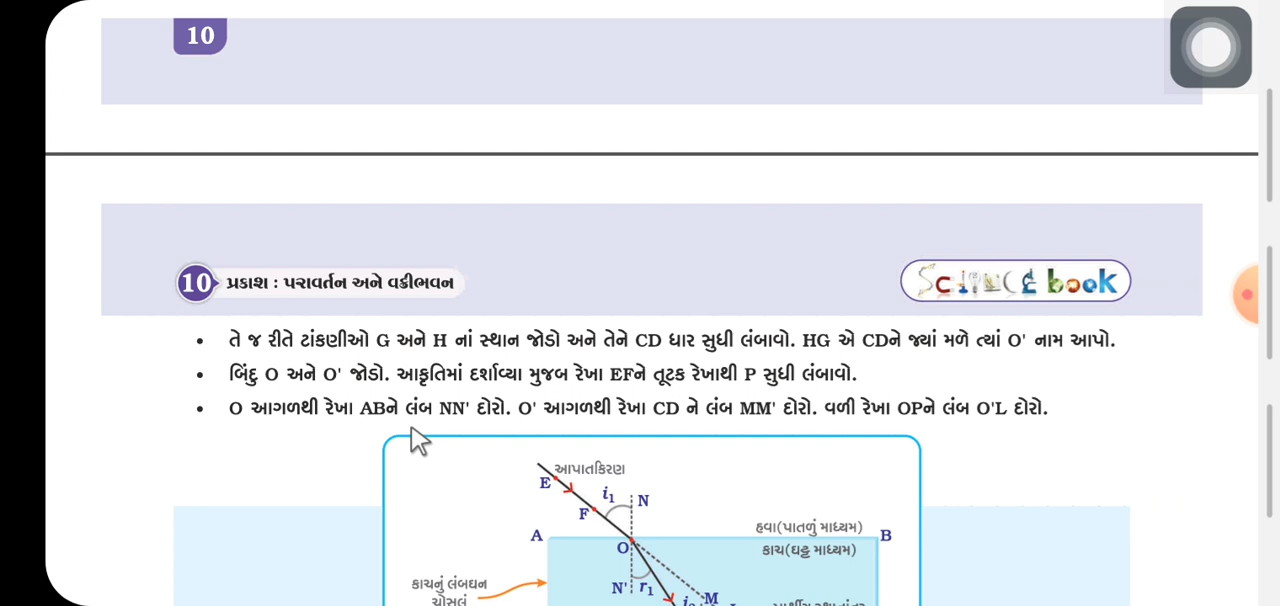 10
10 પ્રકાશ : પરાવર્તન અને વક્રીભવન
Science book
• તે જ રીતે ટાંકણીઓ G અને H નાં સ્થાન જોડો અને તેને CD ધાર સુધી લંબાવો. HG એ CDને જ્યાં મળે ત્યાં O' નામ આપો.
• બિંદુ O અને O' જોડો. આકૃતિમાં દર્શાવ્યા મુજબ રેખા EFને તૂટક રેખાથી P સુધી લંબાવો.
• O આગળથી રેખા ABને લંબ NN' દોરો. O' આગળથી રેખા CD ને લંબ MM' દોરો. વળી રેખા OPને લંબ O'L દોરો.
આપાતકિરણ
E
i1
N
F
હવા(પાતળું માધ્યમ)
A
B
O
કાચ(ઘટ્ટ માધ્યમ)
કાચનું લંબઘન
ચોસલું
N'
r1
M